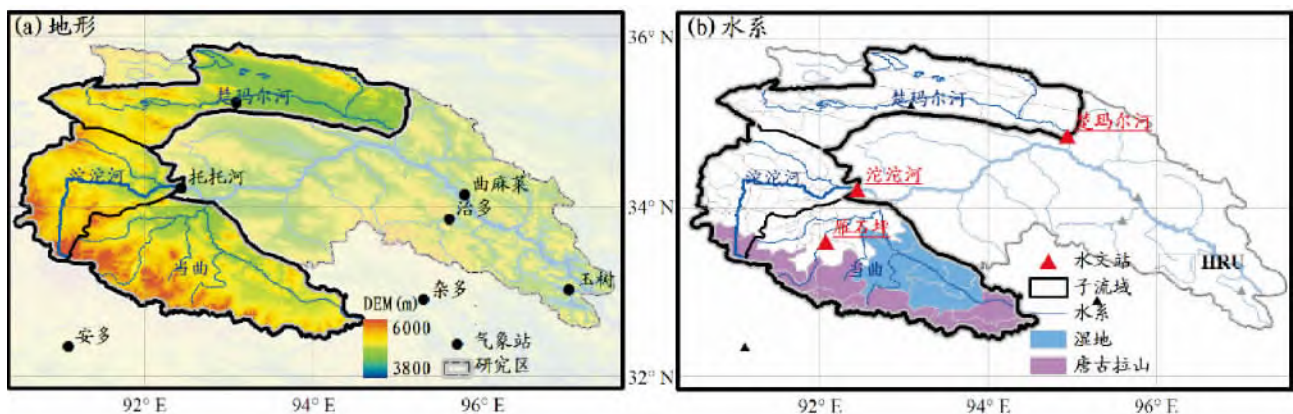 (a) 地形
楚玛尔河
沱沱河
托托河
曲麻莱
治多
当曲
玉树
杂多
安多
DEM(m)
6000
3800
气象站
研究区
92° E
94° E
96° E
36° N
34° N
32° N
(b) 水系
楚玛尔河
楚玛尔河
沱沱河
沱沱河
雁石坪
当曲
HRU
水文站
子流域
水系
湿地
唐古拉山
92° E
94° E
96° E